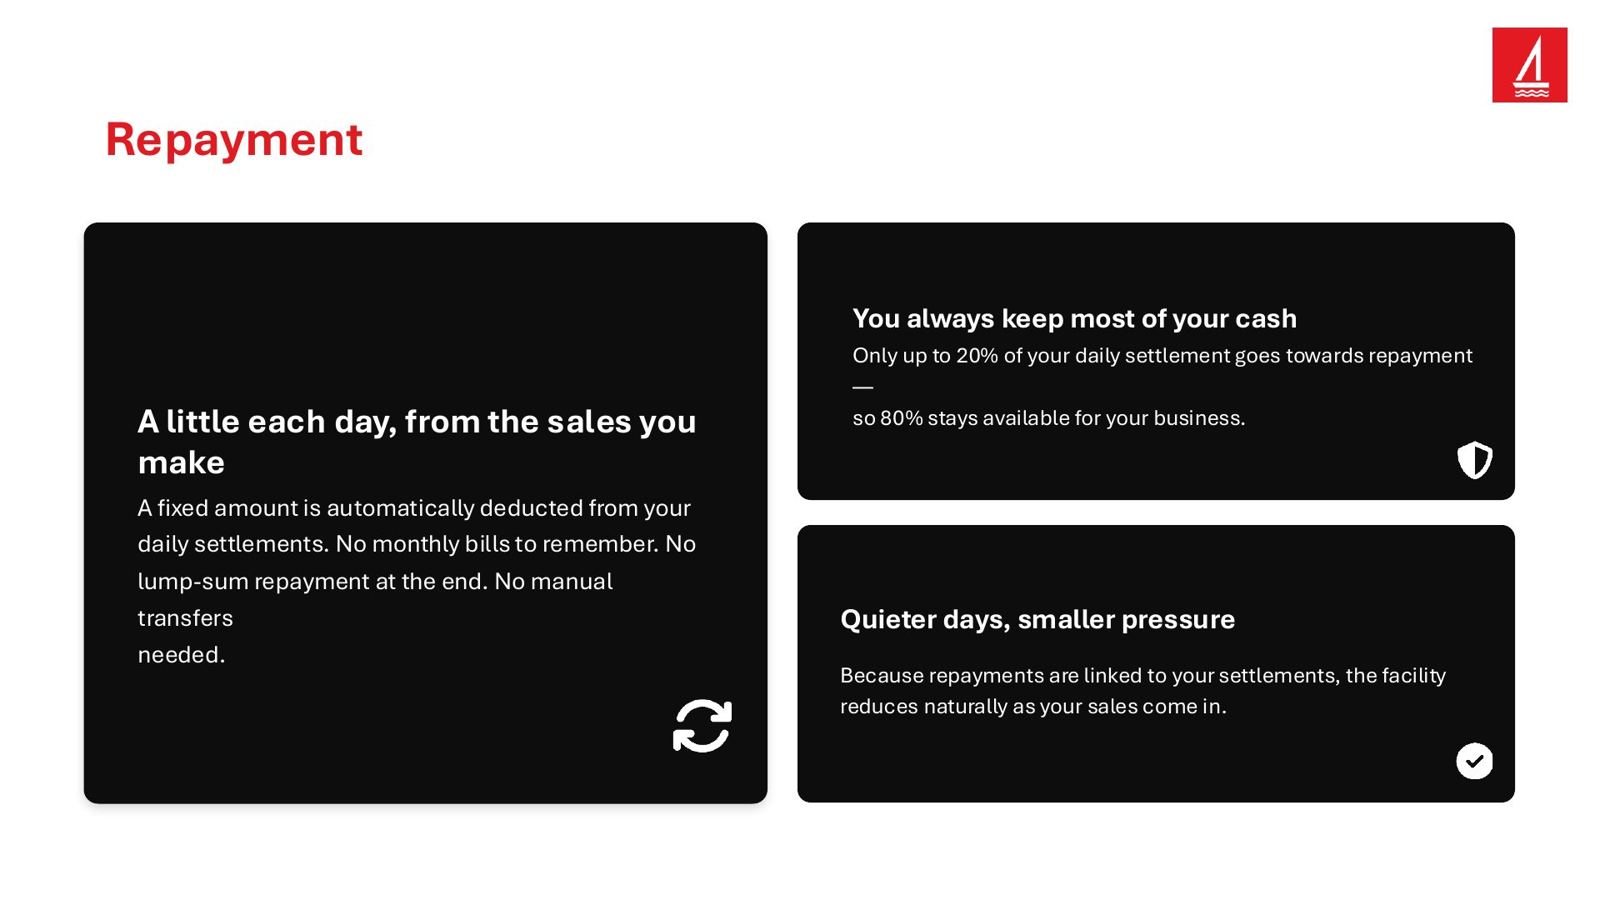 Repayment
A little each day, from the sales you
make
A fixed amount is automatically deducted from your
daily settlements. No monthly bills to remember. No
lump-sum repayment at the end. No manual
transfers
needed.
You always keep most of your cash
Only up to 20% of your daily settlement goes towards repayment
—
so 80% stays available for your business.
Quieter days, smaller pressure
Because repayments are linked to your settlements, the facility
reduces naturally as your sales come in.